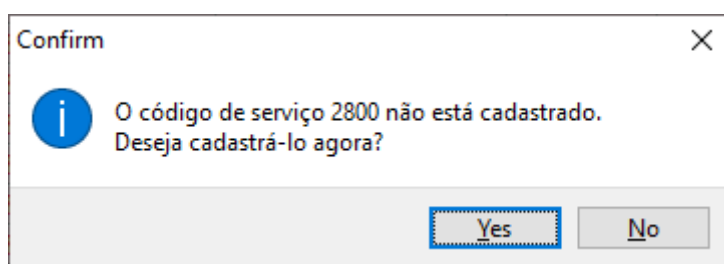 Confirm
O código de serviço 2800 não está cadastrado.
Deseja cadastrá-lo agora?
Yes
No